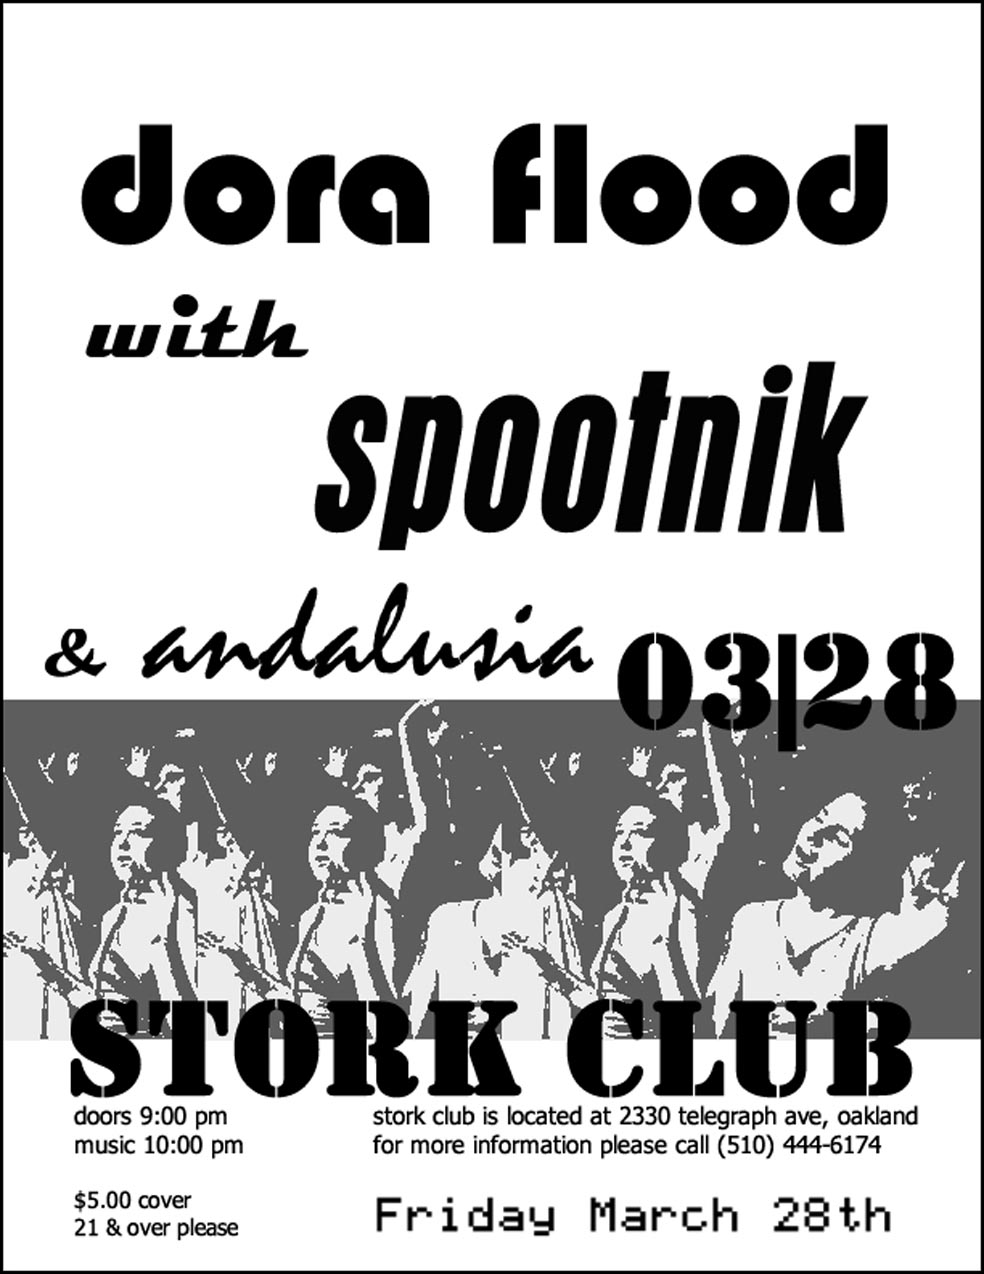 dora flood
with
spootnik
& andalusia
03|28
STORK CLUB
doors 9:00 pm
music 10:00 pm
stork club is located at 2330 telegraph ave, oakland
for more information please call (510) 444-6174
$5.00 cover
21 & over please
Friday March 28th